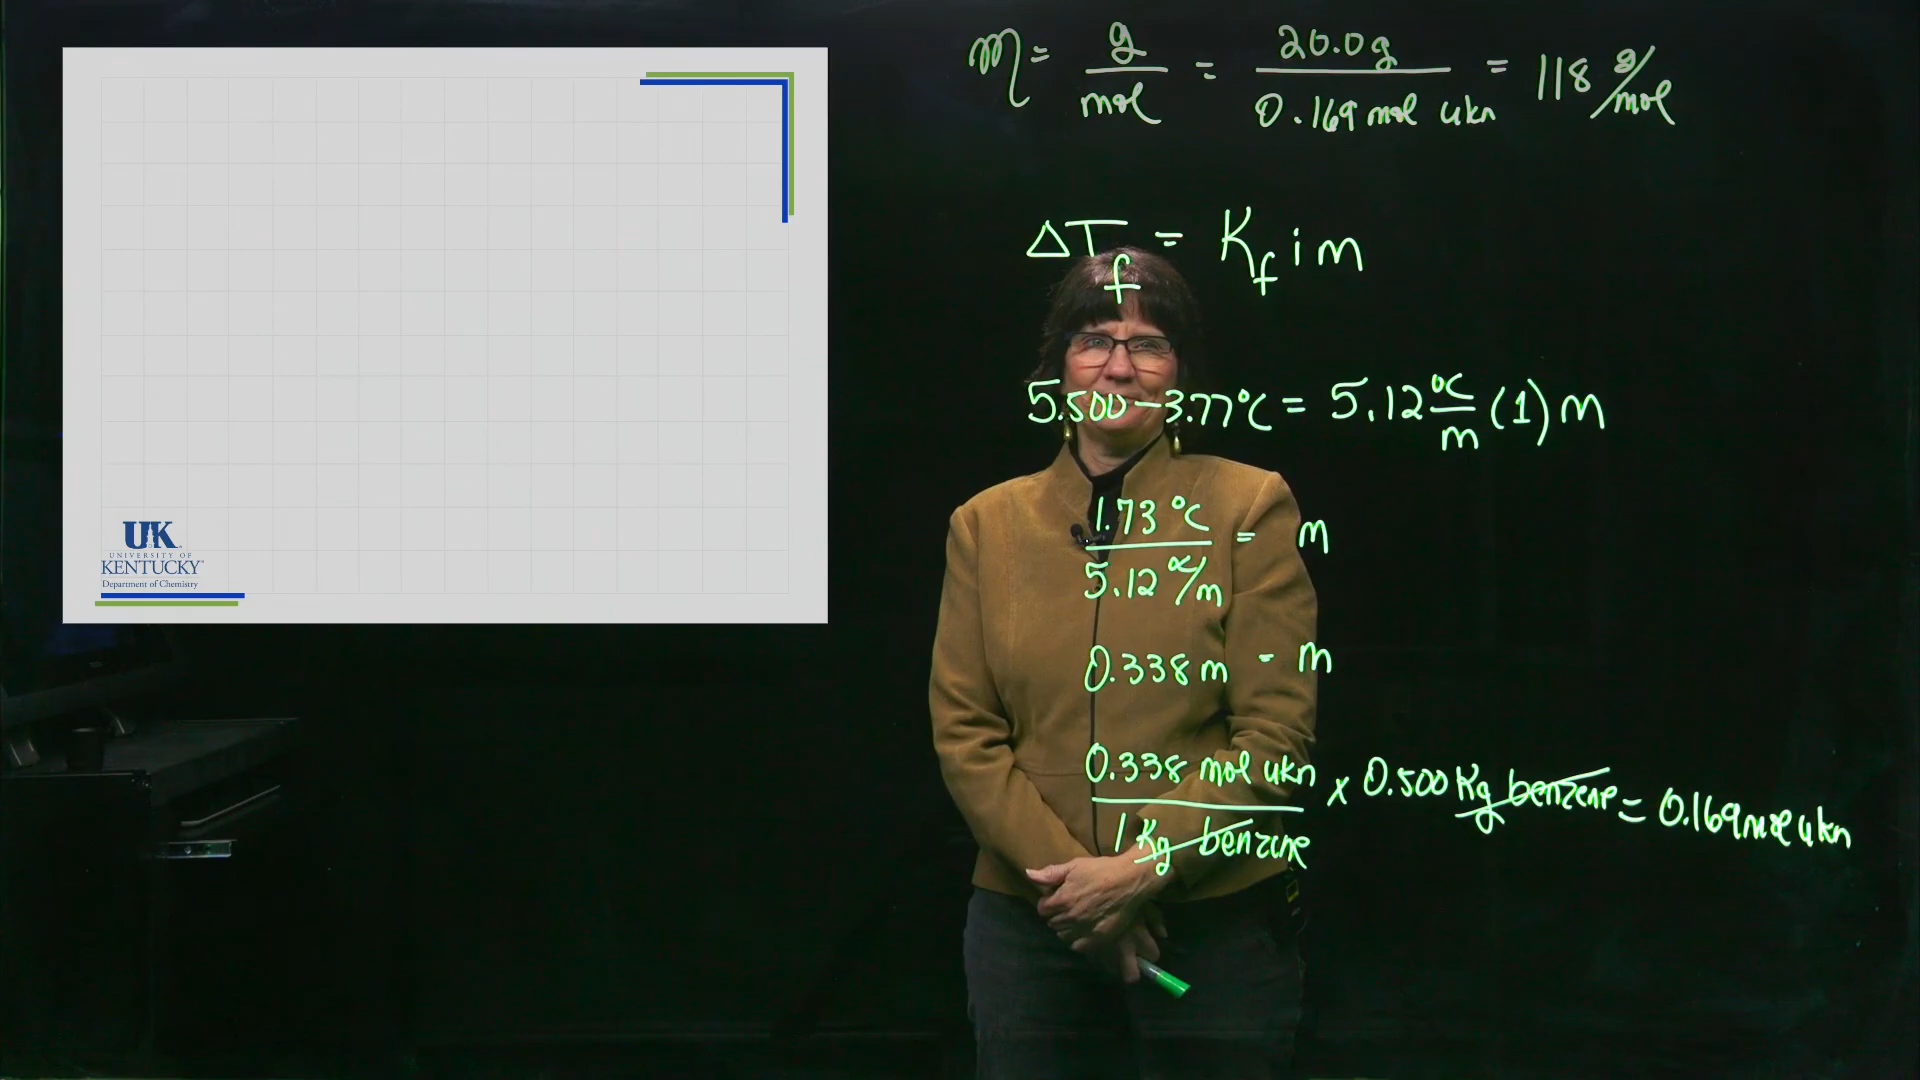 m = g/mol = 20.0g/0.169 mol ukn = 118 g/mol
ΔT_f = K_f i m
5.500 - 3.77°C = 5.12 °C/m (1) m
1.73 °C / 5.12 °C/m = m
0.338 m = m
0.338 mol ukn / 1 Kg benzene x 0.500 Kg benzene = 0.169 mol ukn
UK
UNIVERSITY OF
KENTUCKY
Department of Chemistry